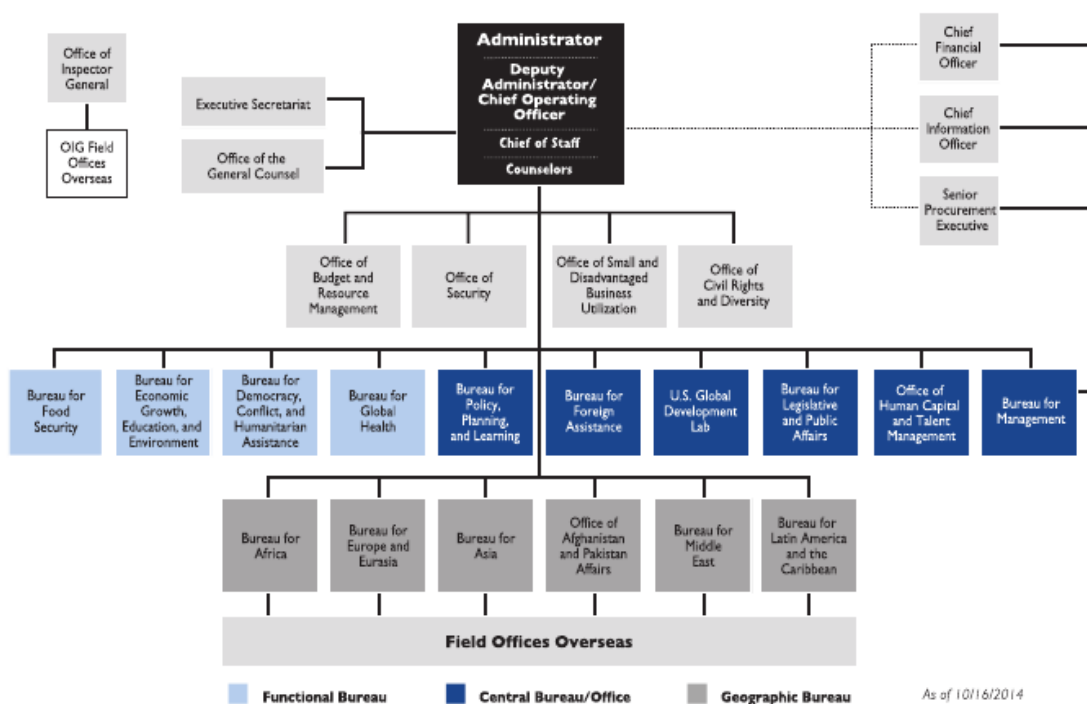 Office of
Inspector
General
OIG Field
Offices
Overseas
Executive Secretariat
Office of the
General Counsel
Administrator
Deputy
Administrator/
Chief Operating
Officer
Chief of Staff
Counselors
Chief
Financial
Officer
Chief
Information
Officer
Senior
Procurement
Executive
Office of
Budget and
Resource
Management
Office of
Security
Office of Small and
Disadvantaged
Business
Utilization
Office of
Civil Rights
and Diversity
Bureau for
Food
Security
Bureau for
Economic
Growth,
Education, and
Environment
Bureau for
Democracy,
Conflict, and
Humanitarian
Assistance
Bureau for
Global
Health
Bureau for
Policy,
Planning,
and Learning
Bureau for
Foreign
Assistance
U.S. Global
Development
Lab
Bureau for
Legislative
and Public
Affairs
Office of
Human Capital
and Talent
Management
Bureau for
Management
Bureau for
Africa
Bureau for
Europe and
Eurasia
Bureau for
Asia
Office of
Afghanistan
and Pakistan
Affairs
Bureau for
Middle
East
Bureau for
Latin America
and the
Caribbean
Field Offices Overseas
Functional Bureau
Central Bureau/Office
Geographic Bureau
As of 10/16/2014